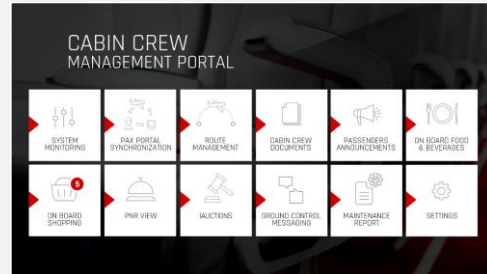 CABIN CREW
MANAGEMENT PORTAL
SYSTEM
MONITORING
PAX PORTAL
SYNCHRONIZATION
ROUTE
MANAGEMENT
CABIN CREW
DOCUMENTS
PASSENGERS
ANNOUNCEMENTS
ON BOARD FOOD
& BEVERAGES
5
ON BOARD
SHOPPING
PNR VIEW
IAUCTIONS
GROUND CONTROL
MESSAGING
MAINTENANCE
REPORT
SETTINGS